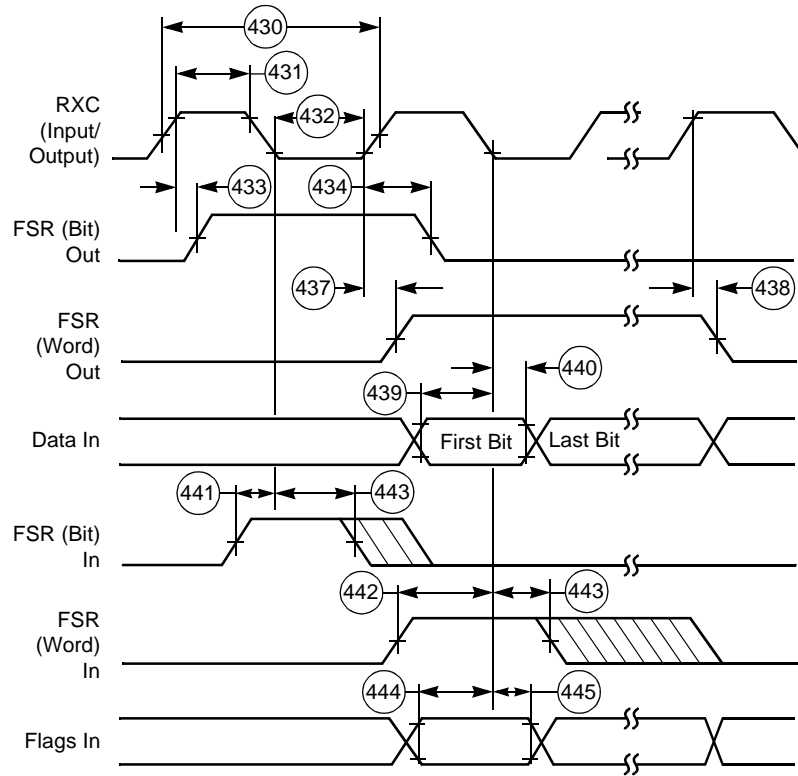 430
431
RXC
(Input/
Output)
432
433
434
FSR (Bit)
Out
437
438
FSR
(Word)
Out
439
440
Data In
First Bit
Last Bit
441
443
FSR (Bit)
In
442
443
FSR
(Word)
In
444
445
Flags In